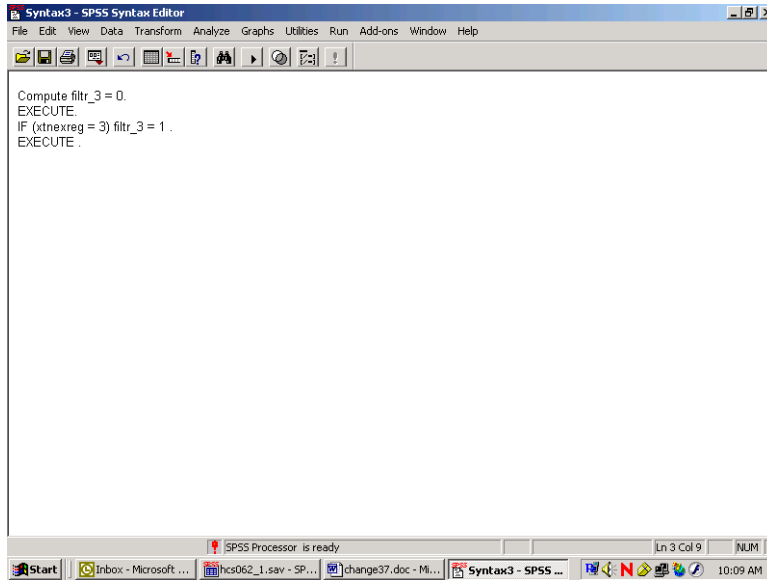 Syntax3 - SPSS Syntax Editor
File Edit View Data Transform Analyze Graphs Utilities Run Add-ons Window Help
Compute filtr_3 = 0.
EXECUTE.
IF (xtnexreg = 3) filtr_3 = 1 .
EXECUTE .
SPSS Processor is ready Ln 3 Col 9 NUM
Start Inbox - Microsoft ... hcs062_1.sav - SP... change37.doc - Mi... Syntax3 - SPSS ... N 10:09 AM